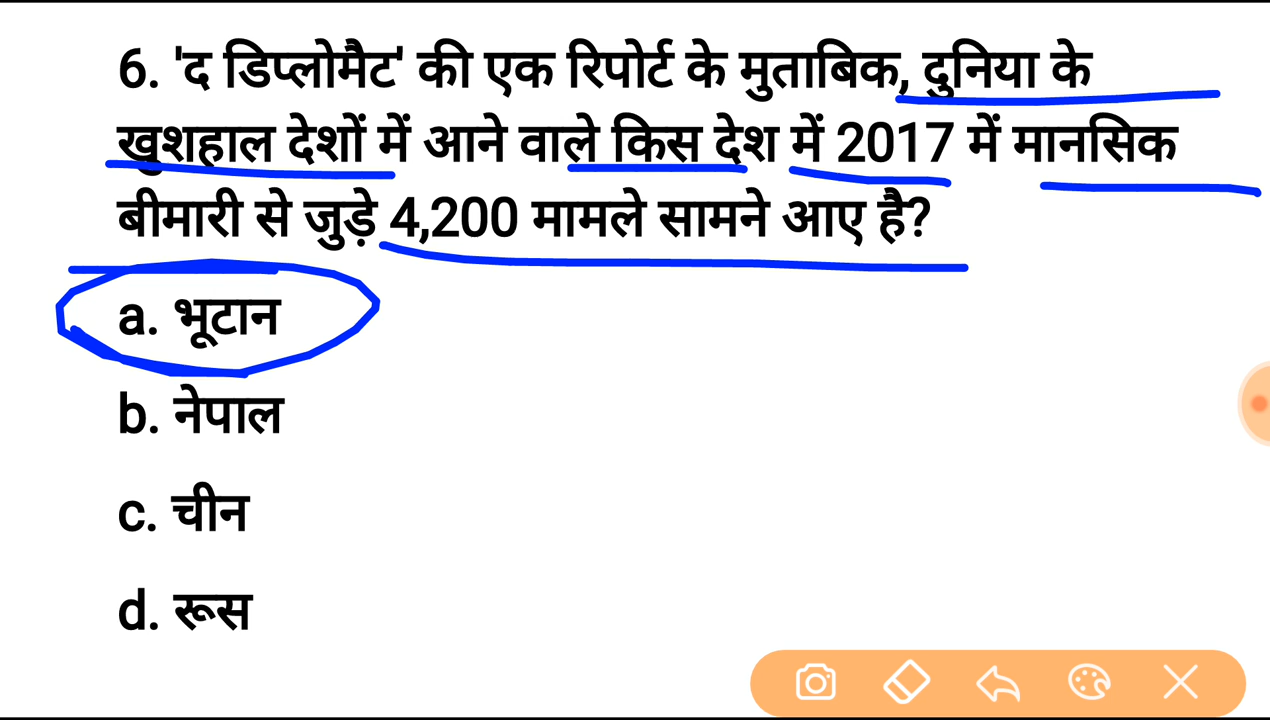 6. 'द डिप्लोमैट' की एक रिपोर्ट के मुताबिक, दुनिया के
खुशहाल देशों में आने वाले किस देश में 2017 में मानसिक
बीमारी से जुड़े 4,200 मामले सामने आए है?
a. भूटान
b. नेपाल
c. चीन
d. रूस